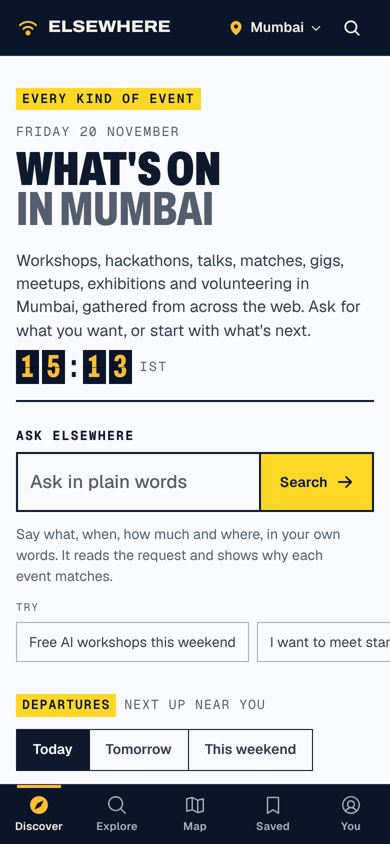 ELSEWHERE
Mumbai
EVERY KIND OF EVENT
FRIDAY 20 NOVEMBER
WHAT'S ON
IN MUMBAI
Workshops, hackathons, talks, matches, gigs,
meetups, exhibitions and volunteering in
Mumbai, gathered from across the web. Ask for
what you want, or start with what's next.
15:13 IST
ASK ELSEWHERE
Ask in plain words
Search →
Say what, when, how much and where, in your own
words. It reads the request and shows why each
event matches.
TRY
Free AI workshops this weekend
I want to meet star
DEPARTURES NEXT UP NEAR YOU
Today Tomorrow This weekend
Discover Explore Map Saved You